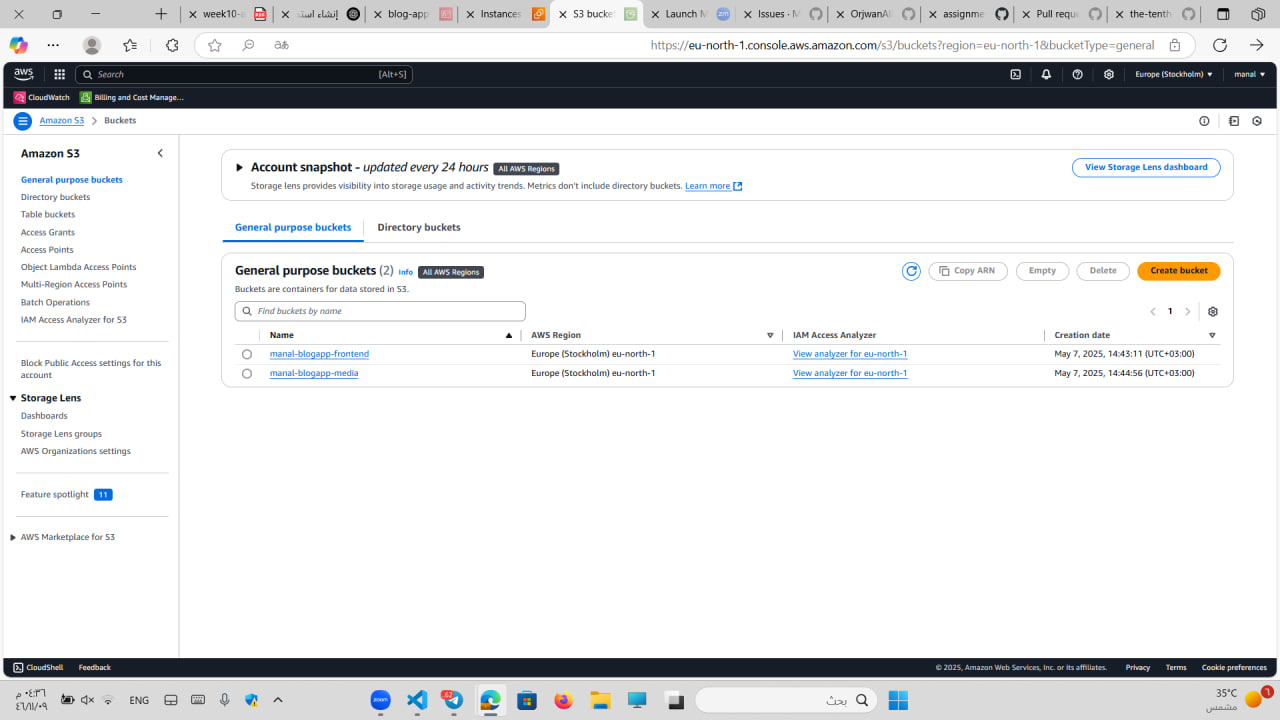 week10-a
إنشاء استـ
blog-app
Instances
S3 bucket
Launch M
Issues · M
OrjwanAl
assignme
Pull reque
the-tenth
https://eu-north-1.console.aws.amazon.com/s3/buckets?region=eu-north-1&bucketType=general
aws
Search
[Alt+S]
Europe (Stockholm)
manal
CloudWatch
Billing and Cost Manage...
Amazon S3
Buckets
Amazon S3
General purpose buckets
Directory buckets
Table buckets
Access Grants
Access Points
Object Lambda Access Points
Multi-Region Access Points
Batch Operations
IAM Access Analyzer for S3
Block Public Access settings for this
account
Storage Lens
Dashboards
Storage Lens groups
AWS Organizations settings
Feature spotlight 11
AWS Marketplace for S3
Account snapshot - updated every 24 hours All AWS Regions
View Storage Lens dashboard
Storage lens provides visibility into storage usage and activity trends. Metrics don't include directory buckets. Learn more
General purpose buckets
Directory buckets
General purpose buckets (2) Info All AWS Regions
Copy ARN
Empty
Delete
Create bucket
Buckets are containers for data stored in S3.
Find buckets by name
1
Name
AWS Region
IAM Access Analyzer
Creation date
manal-blogapp-frontend
Europe (Stockholm) eu-north-1
View analyzer for eu-north-1
May 7, 2025, 14:43:11 (UTC+03:00)
manal-blogapp-media
Europe (Stockholm) eu-north-1
View analyzer for eu-north-1
May 7, 2025, 14:44:56 (UTC+03:00)
CloudShell
Feedback
© 2025, Amazon Web Services, Inc. or its affiliates.
Privacy
Terms
Cookie preferences
ENG
zoom
بحث
35°C
مشمس